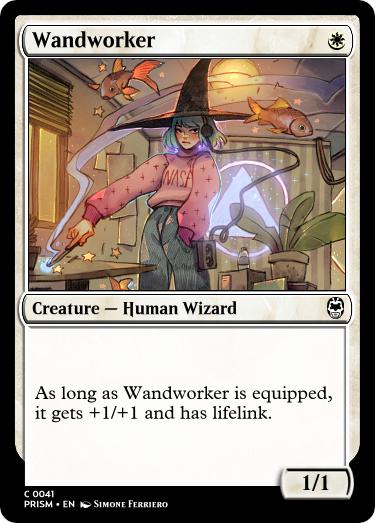 Wandworker
NASA
Creature — Human Wizard
As long as Wandworker is equipped,
it gets +1/+1 and has lifelink.
1/1
C 0041
PRISM • EN Simone Ferriero